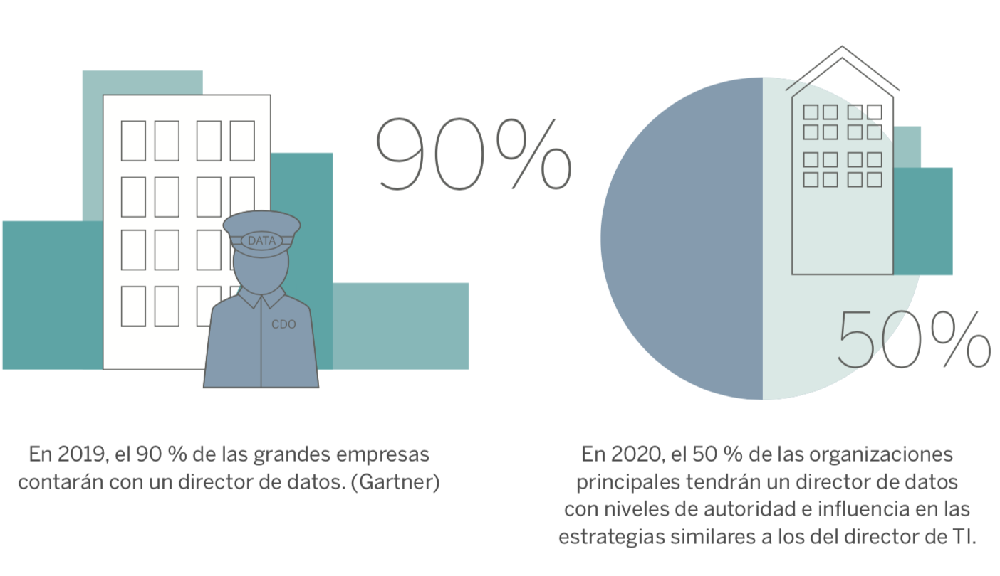 90%
DATA
CDO
En 2019, el 90 % de las grandes empresas
contarán con un director de datos. (Gartner)
50%
En 2020, el 50 % de las organizaciones
principales tendrán un director de datos
con niveles de autoridad e influencia en las
estrategias similares a los del director de TI.